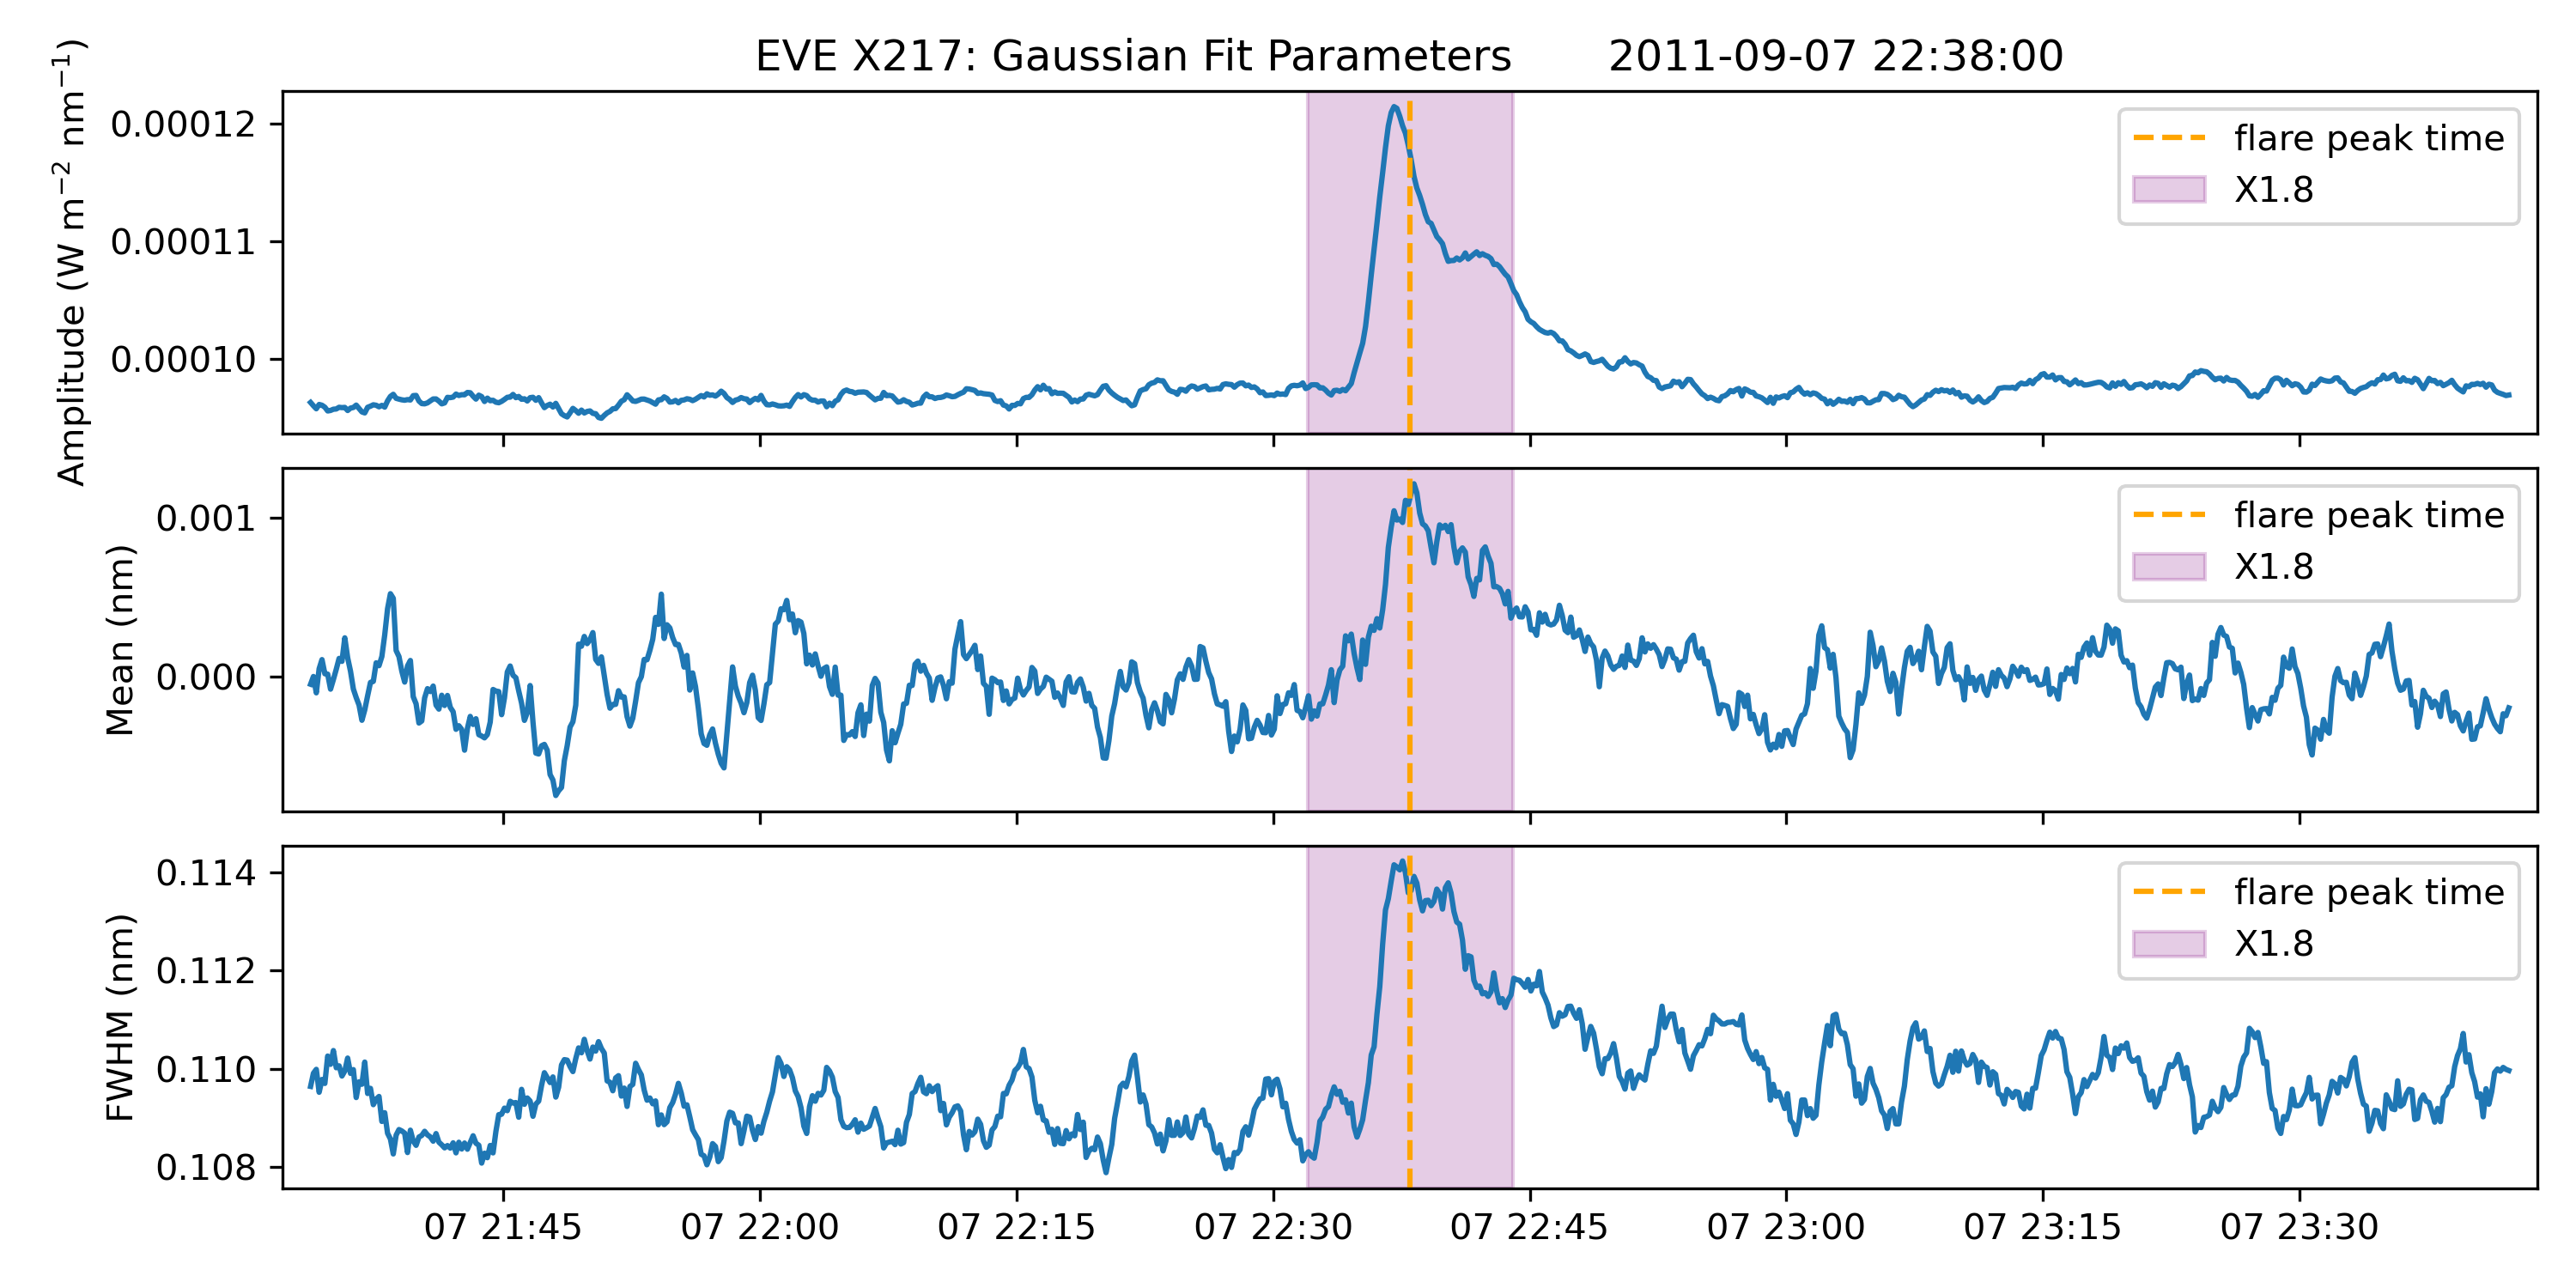 EVE X217: Gaussian Fit Parameters 2011-09-07 22:38:00
Amplitude (W m⁻² nm⁻¹)
0.00012
0.00011
0.00010
flare peak time
X1.8
Mean (nm)
0.001
0.000
flare peak time
X1.8
FWHM (nm)
0.114
0.112
0.110
0.108
flare peak time
X1.8
07 21:45 07 22:00 07 22:15 07 22:30 07 22:45 07 23:00 07 23:15 07 23:30